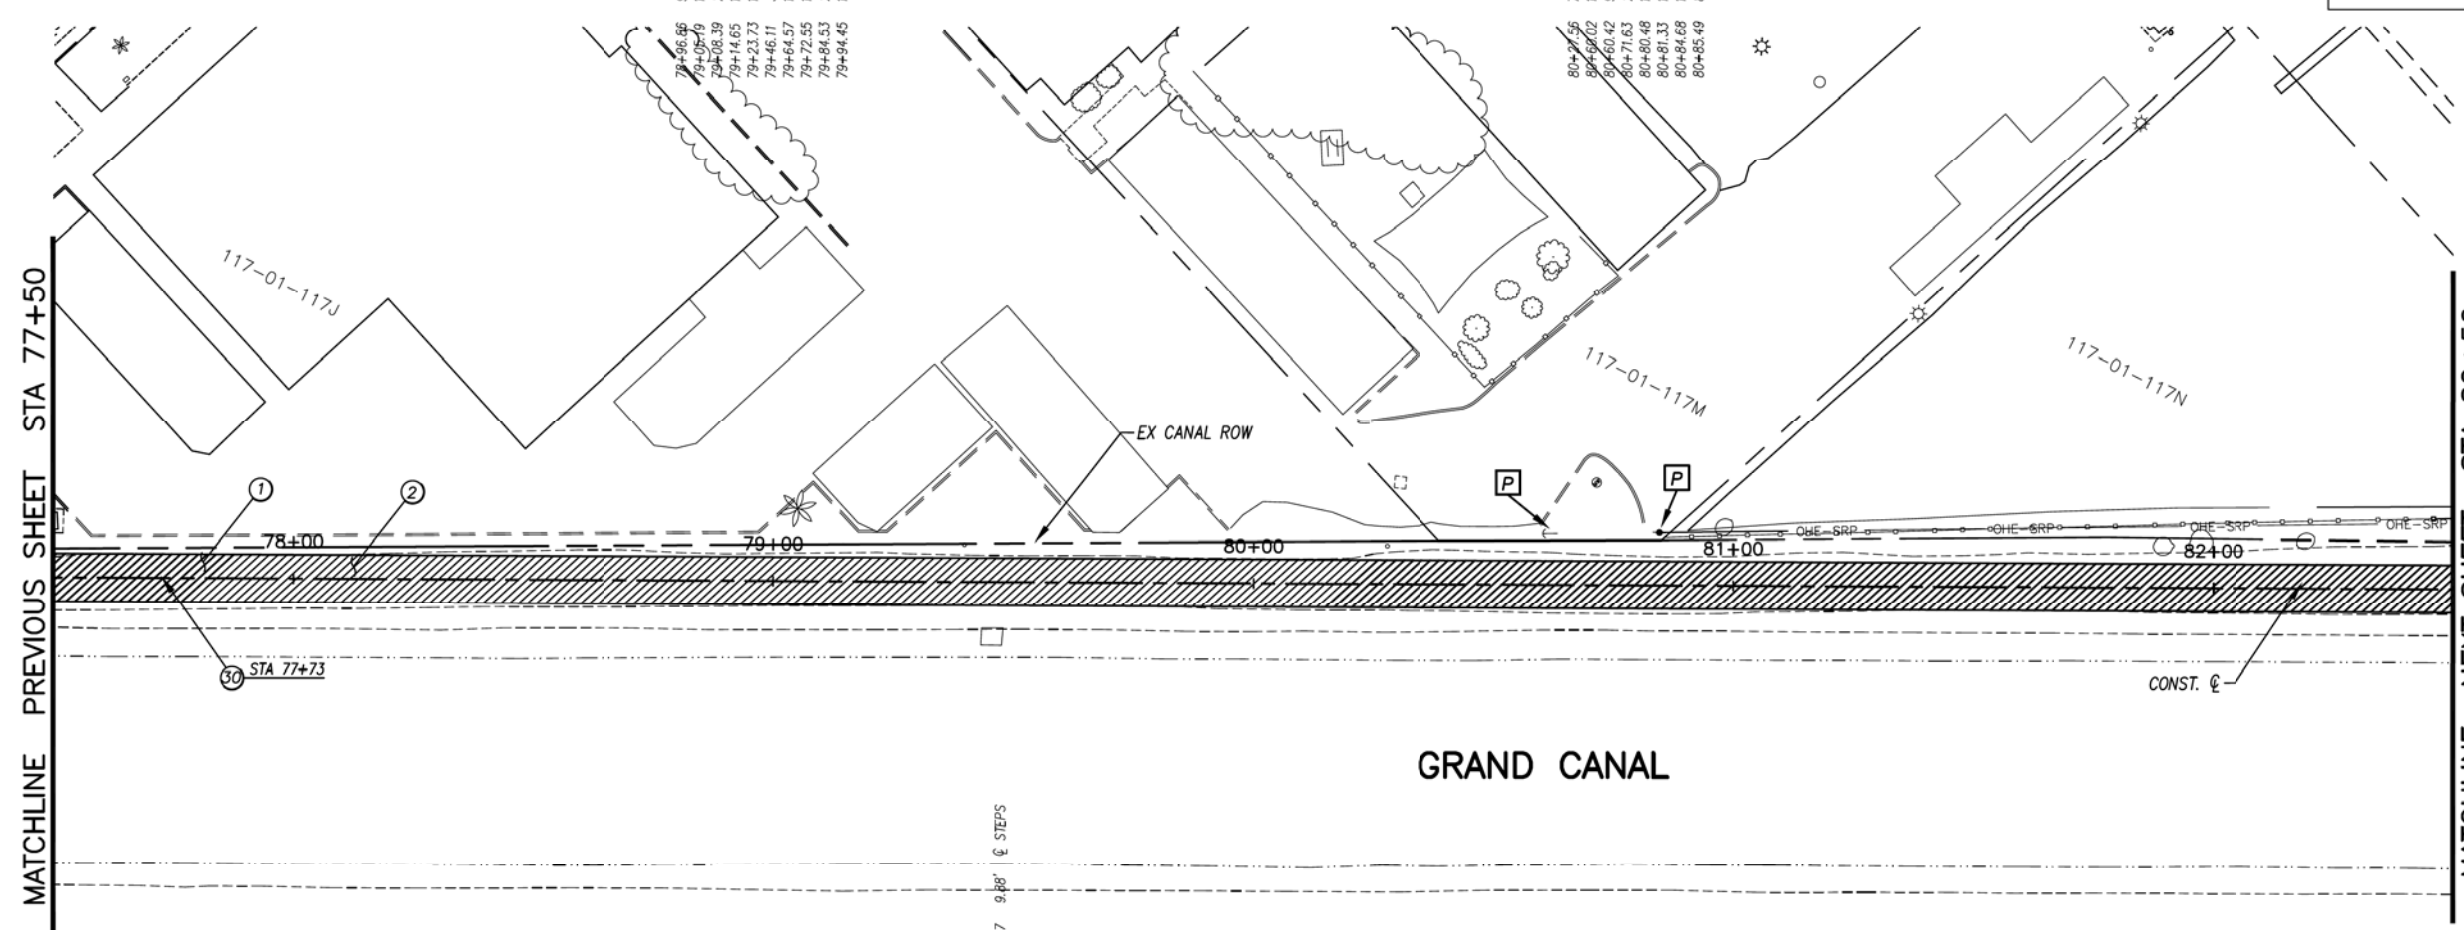 78+96.86
79+05.19
79+08.39
79+14.65
79+23.73
79+46.11
79+64.57
79+72.55
79+84.53
79+94.45
80+27.56
80+60.02
80+60.42
80+71.63
80+80.48
80+81.33
80+84.68
80+85.49
MATCHLINE PREVIOUS SHEET STA 77+50
117-01-117J
117-01-117M
117-01-117N
EX CANAL ROW
1
2
P
P
78+00
79+00
80+00
81+00
82+00
OHE-SRP
OHE-SRP
OHE-SRP
OHE-SRP
30 STA 77+73
CONST. ℄
GRAND CANAL
℄ STEPS
9.88'
7